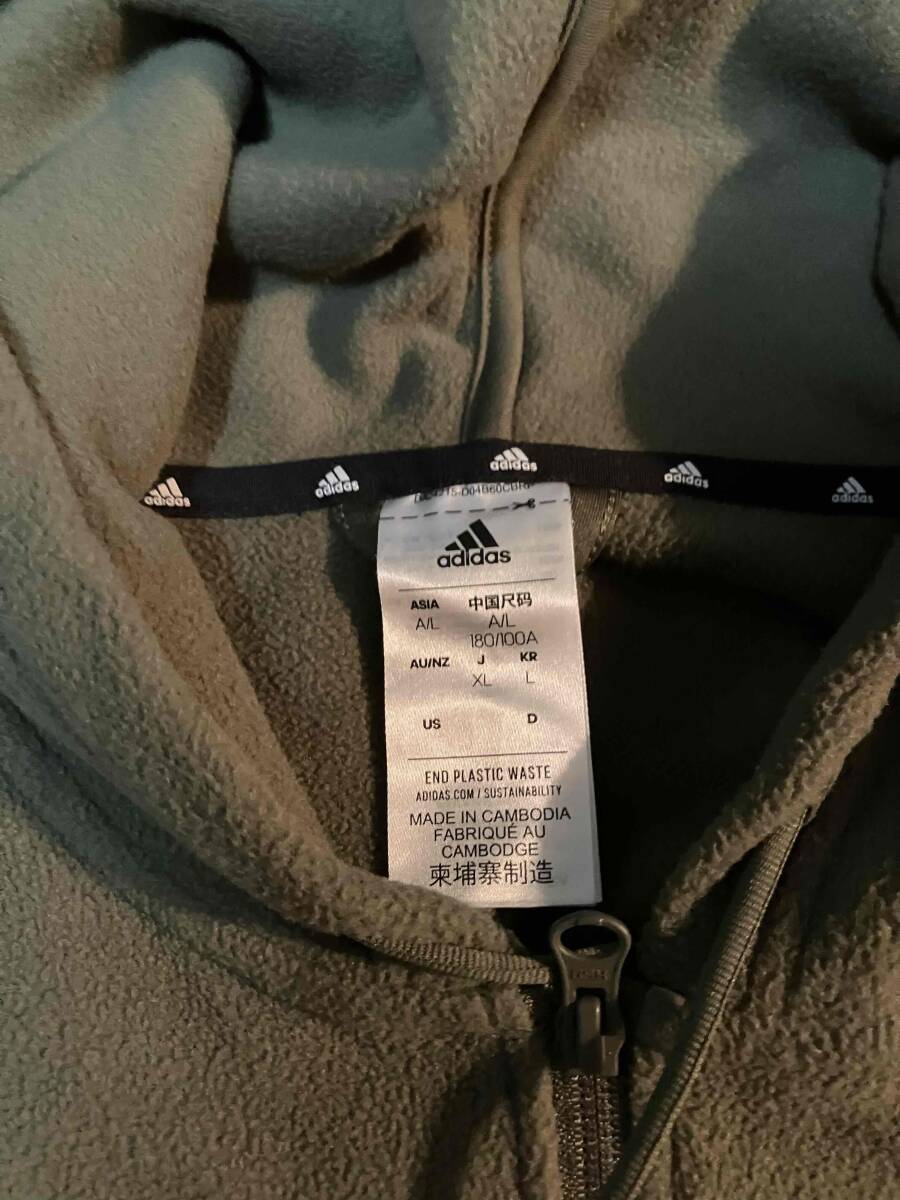 adidas adidas adidas adidas adidas
adidas
ASIA 中国尺码
A/L A/L
180/100A
AU/NZ J KR
XL L
US D
END PLASTIC WASTE
ADIDAS.COM / SUSTAINABILITY
MADE IN CAMBODIA
FABRIQUÉ AU
CAMBODGE
柬埔寨制造